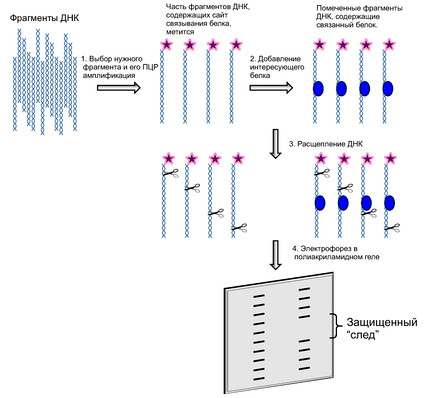 Фрагменты ДНК
1. Выбор нужного
фрагмента и его ПЦР
амплификация
Часть фрагментов ДНК,
содержащих сайт
связывания белка,
метится
2. Добавление
интересующего
белка
Помеченные фрагменты
ДНК, содержащие
связанный белок.
3. Расщепление ДНК
4. Электрофорез в
полиакриламидном геле
Защищенный
“след”